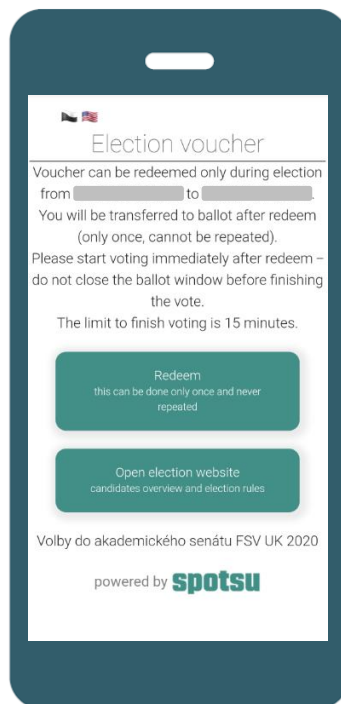 Election voucher
Voucher can be redeemed only during election
from to .
You will be transferred to ballot after redeem
(only once, cannot be repeated).
Please start voting immediately after redeem –
do not close the ballot window before finishing
the vote.
The limit to finish voting is 15 minutes.
Redeem
this can be done only once and never
repeated
Open election website
candidates overview and election rules
Volby do akademického senátu FSV UK 2020
powered by spotsu